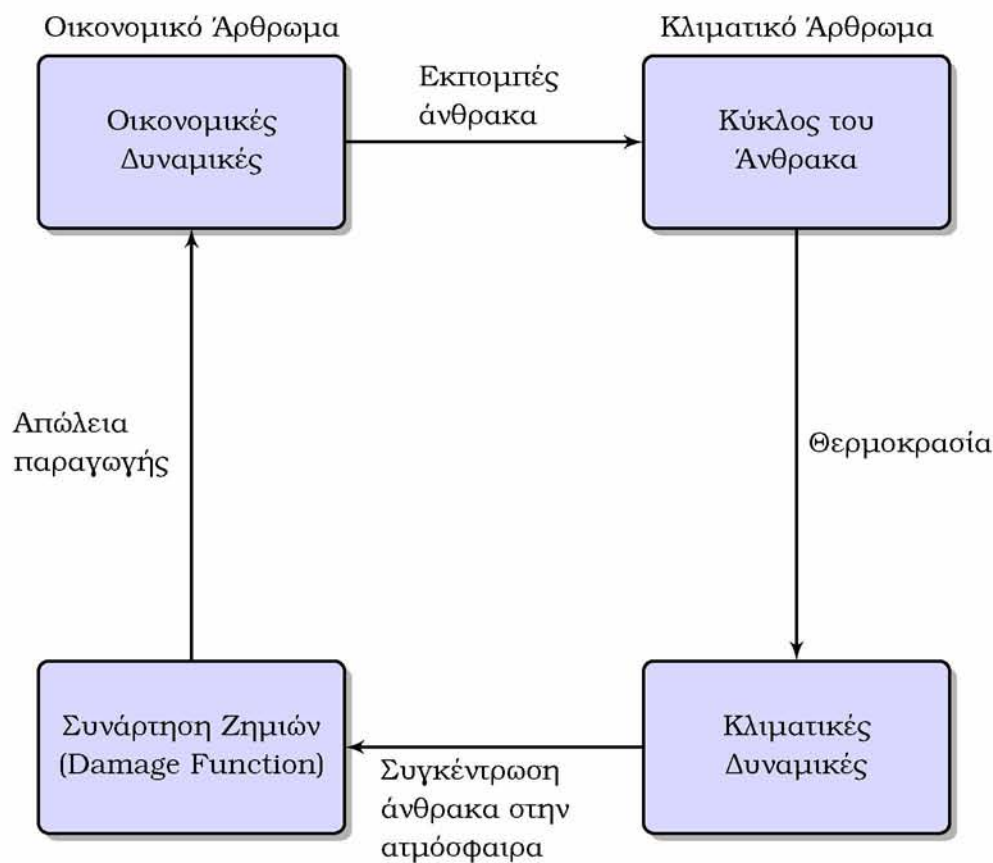 Οικονομικό Άρθρωμα
Κλιματικό Άρθρωμα
Οικονομικές
Δυναμικές
Εκπομπές
άνθρακα
Κύκλος του
Άνθρακα
Απώλεια
παραγωγής
Θερμοκρασία
Συνάρτηση Ζημιών
(Damage Function)
Συγκέντρωση
άνθρακα στην
ατμόσφαιρα
Κλιματικές
Δυναμικές